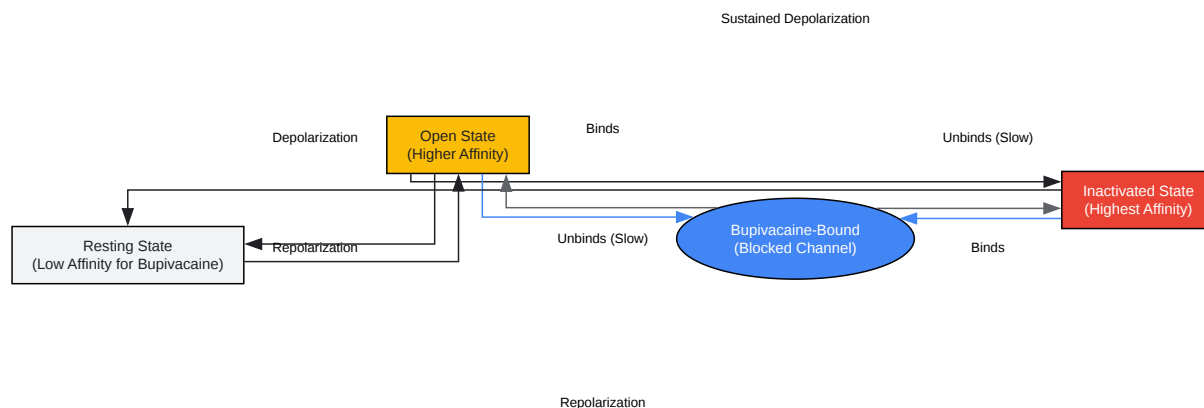 Sustained Depolarization
Depolarization
Open State
(Higher Affinity)
Binds
Unbinds (Slow)
Inactivated State
(Highest Affinity)
Resting State
(Low Affinity for Bupivacaine)
Repolarization
Unbinds (Slow)
Bupivacaine-Bound
(Blocked Channel)
Binds
Repolarization